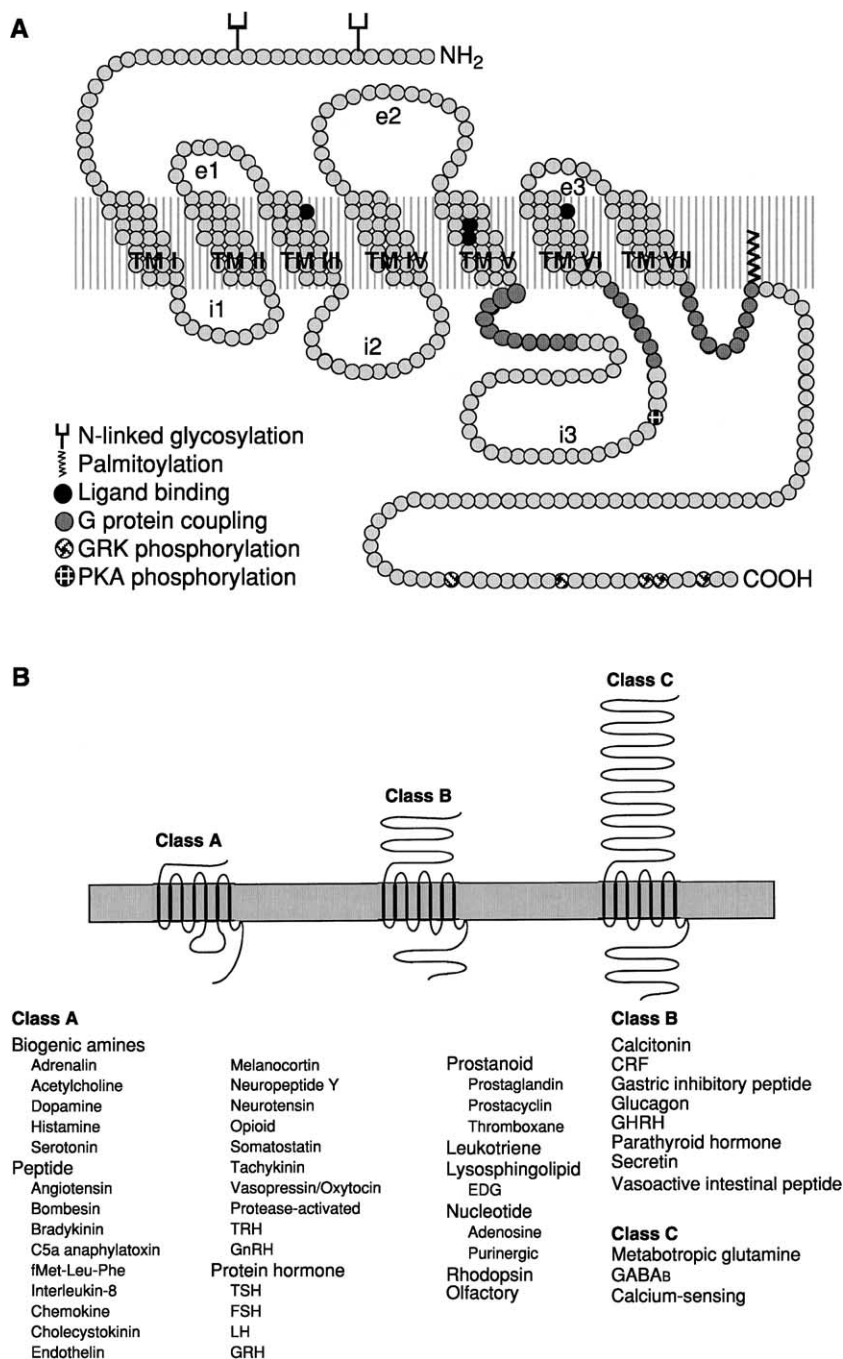 A
NH2
e2
e1
e3
TM I
TM II
TM III
TM IV
TM V
TM VI
TM VII
i1
i2
i3
N-linked glycosylation
Palmitoylation
Ligand binding
G protein coupling
GRK phosphorylation
PKA phosphorylation
COOH
B
Class C
Class B
Class A
Class A
Biogenic amines
Adrenalin
Acetylcholine
Dopamine
Histamine
Serotonin
Peptide
Angiotensin
Bombesin
Bradykinin
C5a anaphylatoxin
fMet-Leu-Phe
Interleukin-8
Chemokine
Cholecystokinin
Endothelin
Melanocortin
Neuropeptide Y
Neurotensin
Opioid
Somatostatin
Tachykinin
Vasopressin/Oxytocin
Protease-activated
TRH
GnRH
Protein hormone
TSH
FSH
LH
GRH
Prostanoid
Prostaglandin
Prostacyclin
Thromboxane
Leukotriene
Lysosphingolipid
EDG
Nucleotide
Adenosine
Purinergic
Rhodopsin
Olfactory
Class B
Calcitonin
CRF
Gastric inhibitory peptide
Glucagon
GHRH
Parathyroid hormone
Secretin
Vasoactive intestinal peptide
Class C
Metabotropic glutamine
GABAB
Calcium-sensing